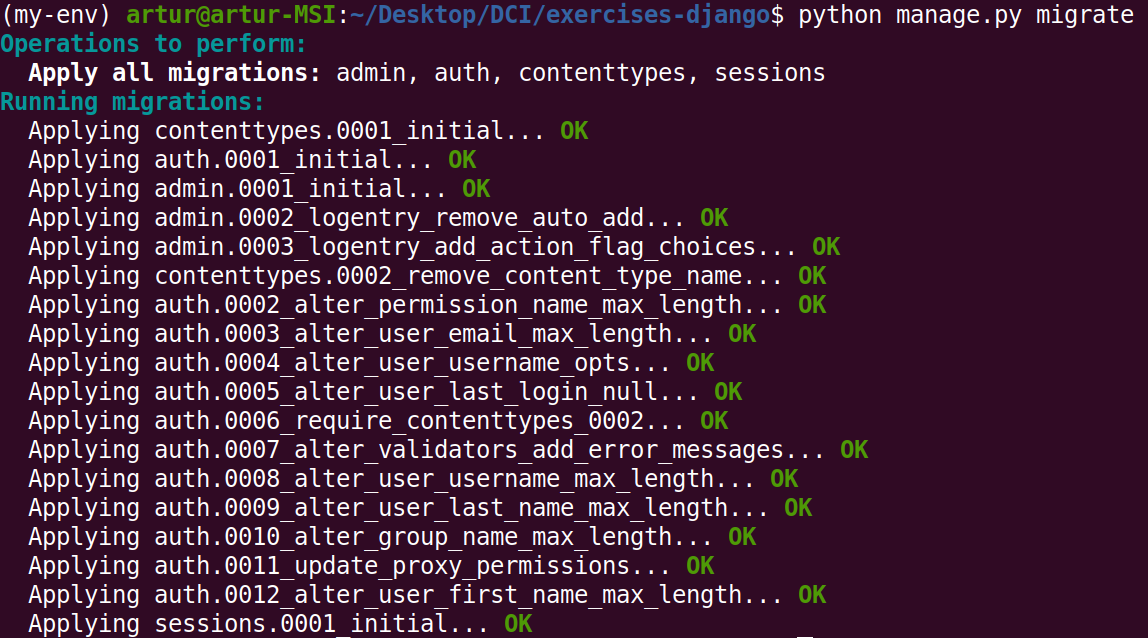 (my-env) artur@artur-MSI:~/Desktop/DCI/exercises-django$ python manage.py migrate
Operations to perform:
  Apply all migrations: admin, auth, contenttypes, sessions
Running migrations:
  Applying contenttypes.0001_initial... OK
  Applying auth.0001_initial... OK
  Applying admin.0001_initial... OK
  Applying admin.0002_logentry_remove_auto_add... OK
  Applying admin.0003_logentry_add_action_flag_choices... OK
  Applying contenttypes.0002_remove_content_type_name... OK
  Applying auth.0002_alter_permission_name_max_length... OK
  Applying auth.0003_alter_user_email_max_length... OK
  Applying auth.0004_alter_user_username_opts... OK
  Applying auth.0005_alter_user_last_login_null... OK
  Applying auth.0006_require_contenttypes_0002... OK
  Applying auth.0007_alter_validators_add_error_messages... OK
  Applying auth.0008_alter_user_username_max_length... OK
  Applying auth.0009_alter_user_last_name_max_length... OK
  Applying auth.0010_alter_group_name_max_length... OK
  Applying auth.0011_update_proxy_permissions... OK
  Applying auth.0012_alter_user_first_name_max_length... OK
  Applying sessions.0001_initial... OK